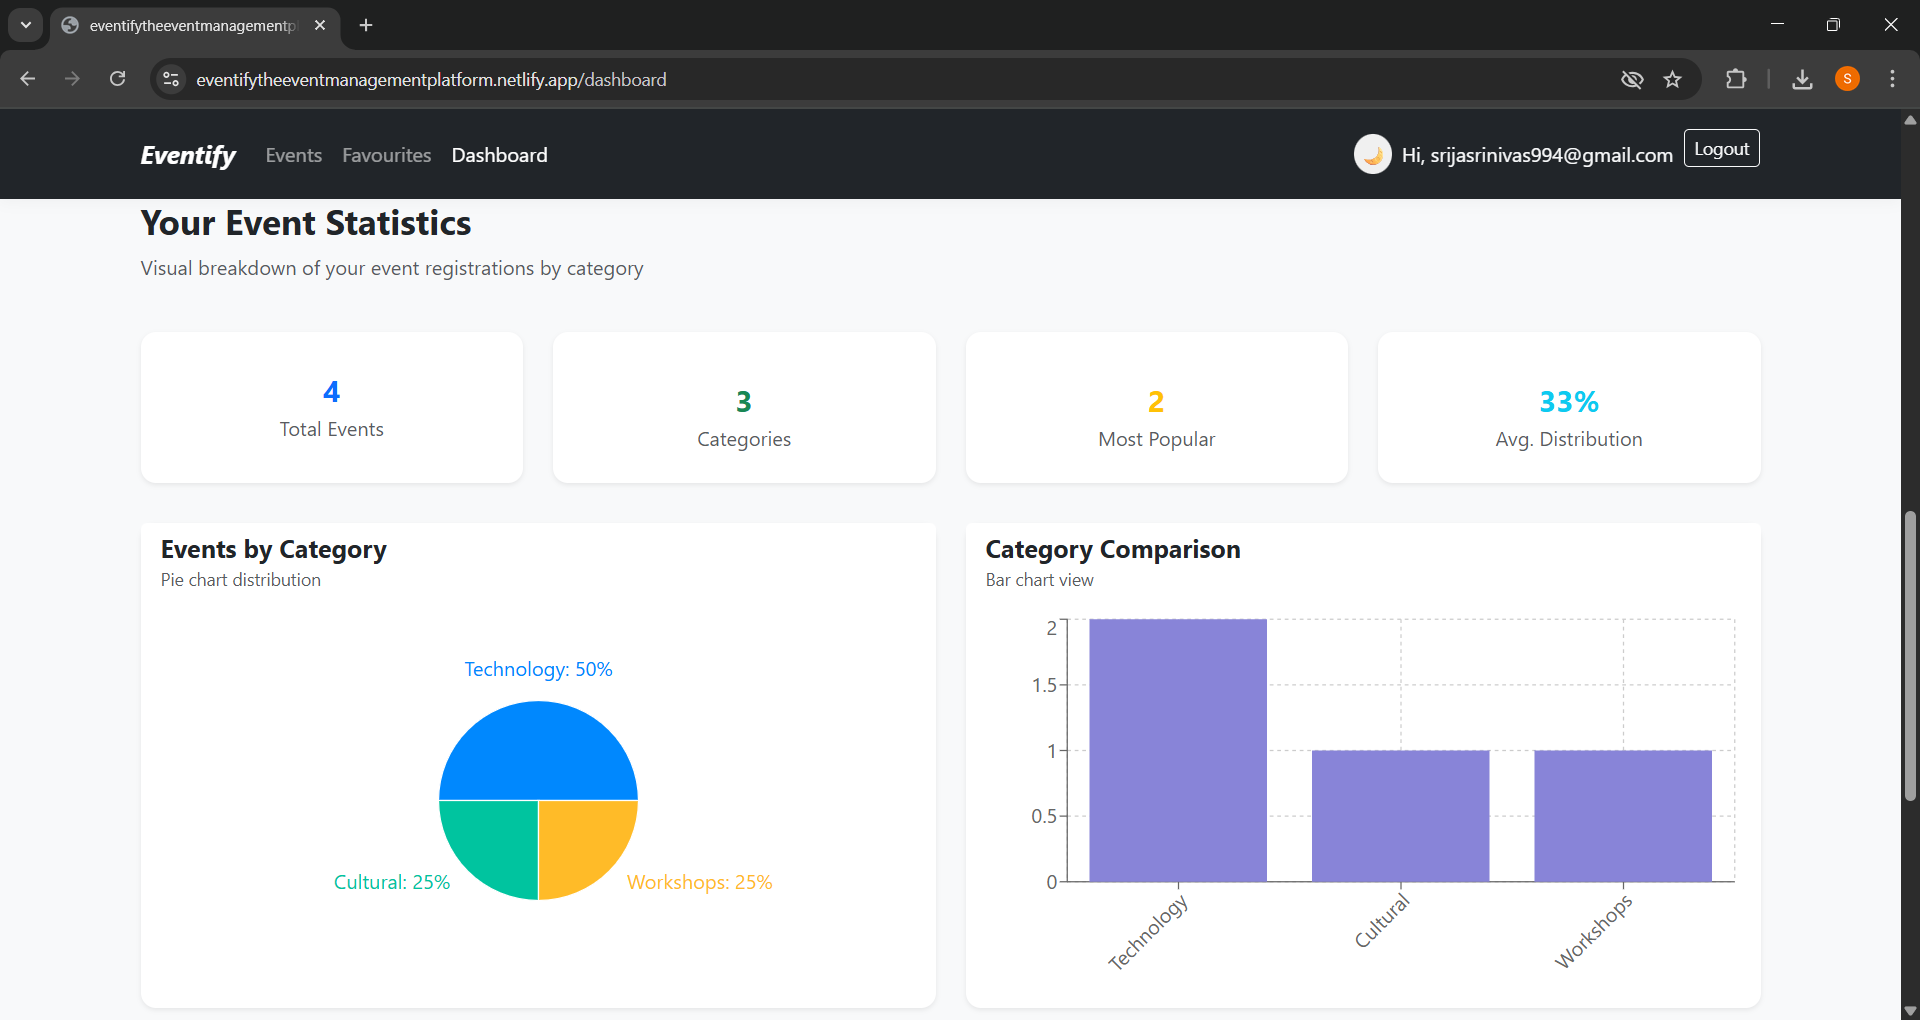 eventifytheeventmanagementp
eventifytheeventmanagementplatform.netlify.app/dashboard
S
Eventify
Events
Favourites
Dashboard
Hi, srijasrinivas994@gmail.com
Logout
Your Event Statistics
Visual breakdown of your event registrations by category
4
Total Events
3
Categories
2
Most Popular
33%
Avg. Distribution
Events by Category
Pie chart distribution
Technology: 50%
Cultural: 25%
Workshops: 25%
Category Comparison
Bar chart view
2
1.5
1
0.5
0
Technology
Cultural
Workshops